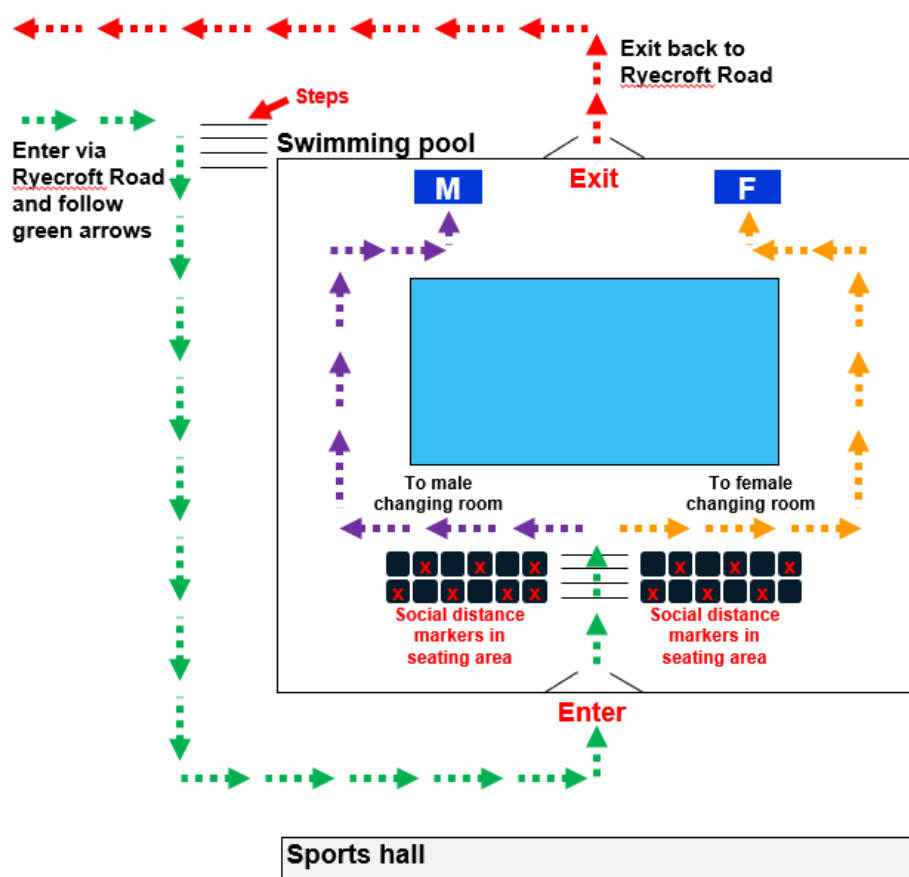 Exit back to
Ryecroft Road
Steps
Enter via
Ryecroft Road
and follow
green arrows
Swimming pool
Exit
M
F
To male
changing room
To female
changing room
x x x
x x x x
x x x
x x x
Social distance
markers in
seating area
Social distance
markers in
seating area
Enter
Sports hall